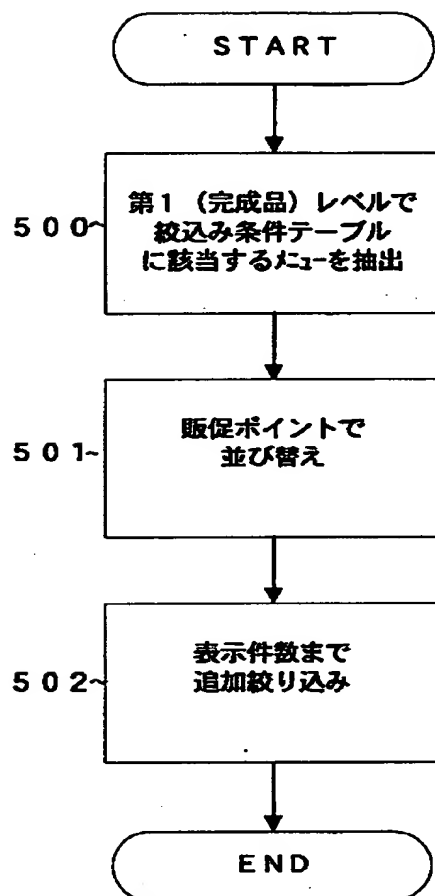 START
500~
第1 (完成品) レベルで
絞込み条件テーブル
に該当するメニューを抽出
501~
販促ポイントで
並び替え
502~
表示件数まで
追加絞り込み
END